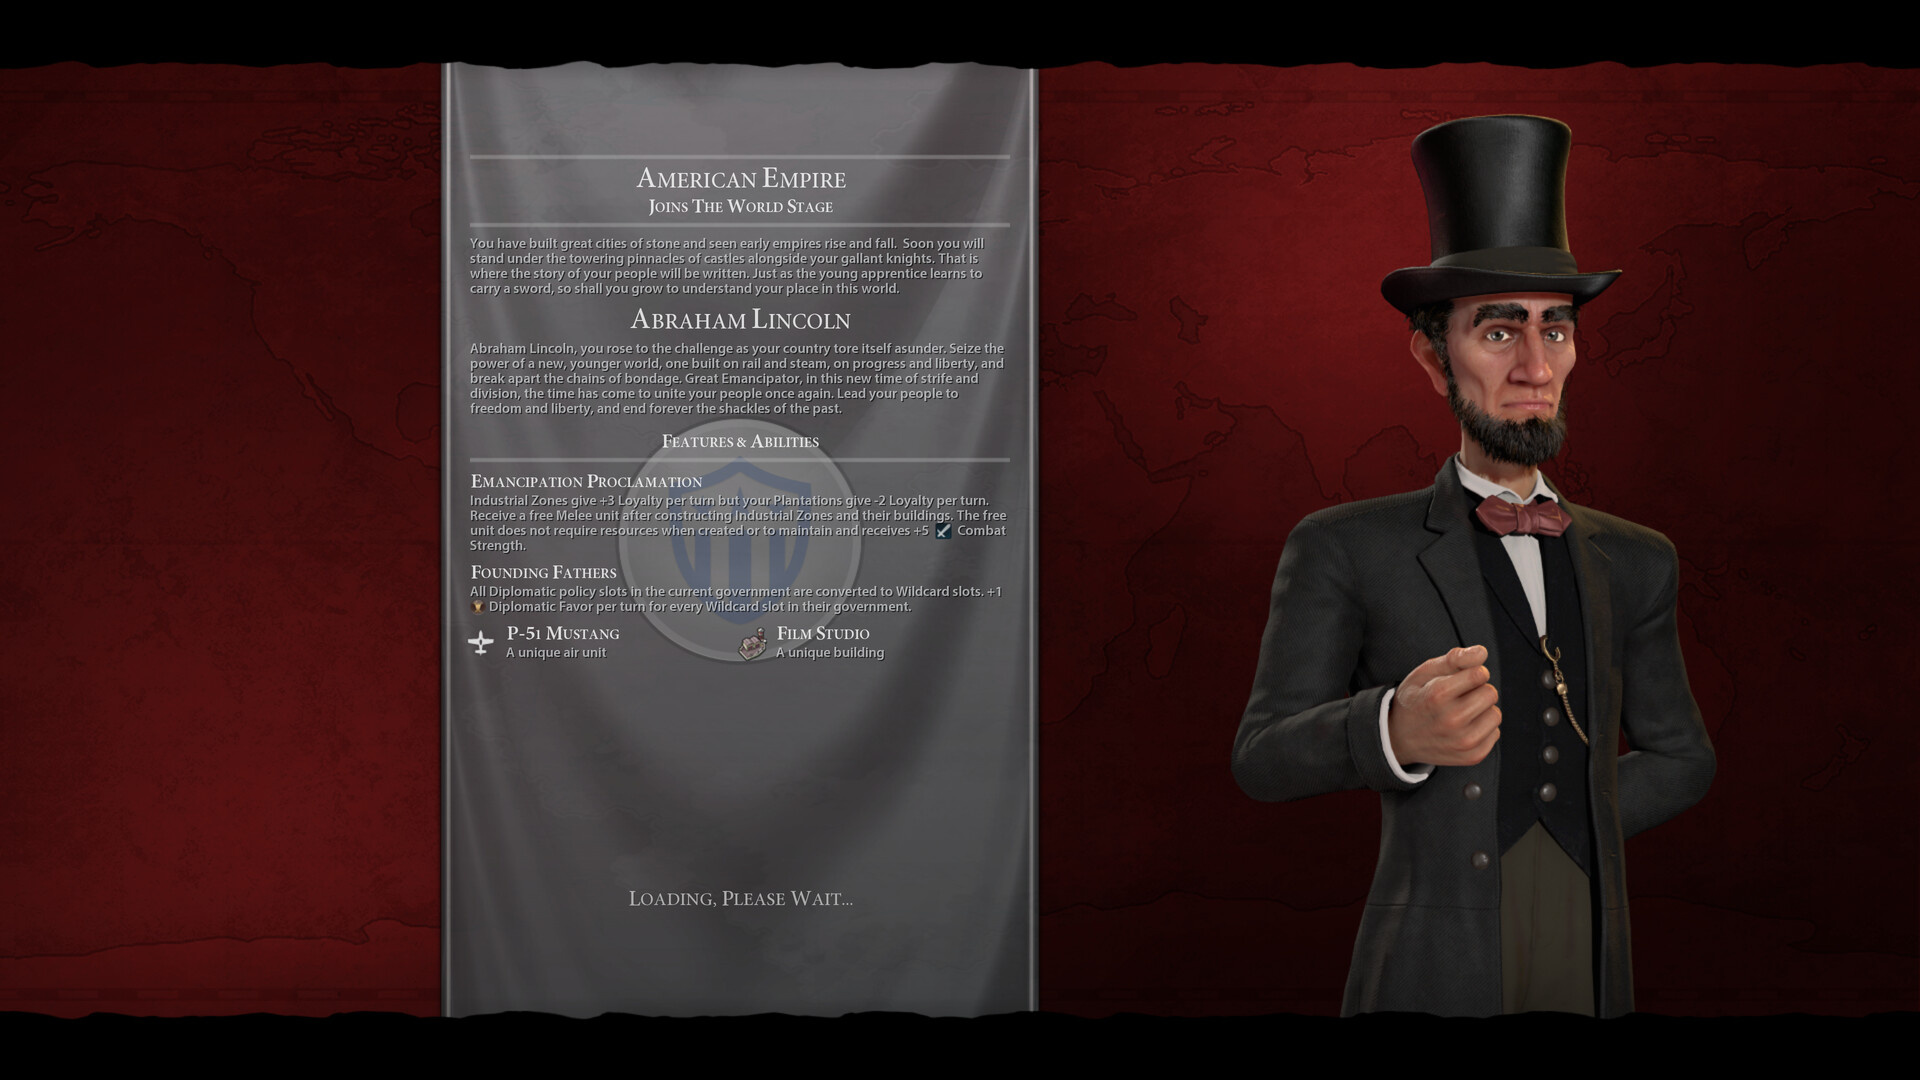 American Empire
Joins The World Stage
You have built great cities of stone and seen early empires rise and fall.  Soon you will
stand under the towering pinnacles of castles alongside your gallant knights. That is
where the story of your people will be written. Just as the young apprentice learns to
carry a sword, so shall you grow to understand your place in this world.
Abraham Lincoln
Abraham Lincoln, you rose to the challenge as your country tore itself asunder. Seize the
power of a new, younger world, one built on rail and steam, on progress and liberty, and
break apart the chains of bondage. Great Emancipator, in this new time of strife and
division, the time has come to unite your people once again. Lead your people to
freedom and liberty, and end forever the shackles of the past.
Features & Abilities
Emancipation Proclamation
Industrial Zones give +3 Loyalty per turn but your Plantations give -2 Loyalty per turn.
Receive a free Melee unit after constructing Industrial Zones and their buildings. The free
unit does not require resources when created or to maintain and receives +5 Combat
Strength.
Founding Fathers
All Diplomatic policy slots in the current government are converted to Wildcard slots. +1
Diplomatic Favor per turn for every Wildcard slot in their government.
P-51 Mustang
A unique air unit
Film Studio
A unique building
Loading, Please Wait...